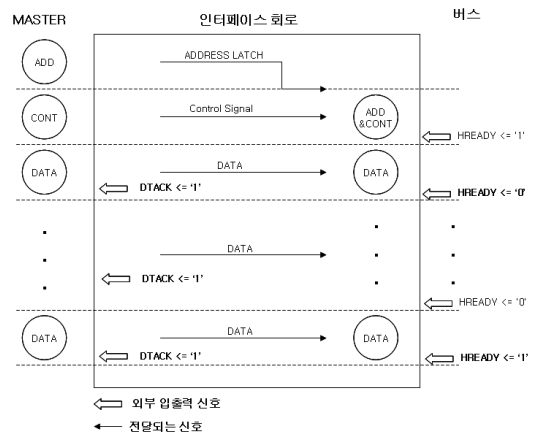 MASTER 인터페이스 회로 버스
ADD ADDRESS LATCH
CONT Control Signal ADD
&CONT
HREADY <= '1'
DATA DATA DATA
DTACK <= '1' HREADY <= '0'
DATA
DTACK <= '1'
HREADY <= '0'
DATA DATA DATA
DTACK <= '1' HREADY <= '1'
외부 입출력 신호
전달되는 신호